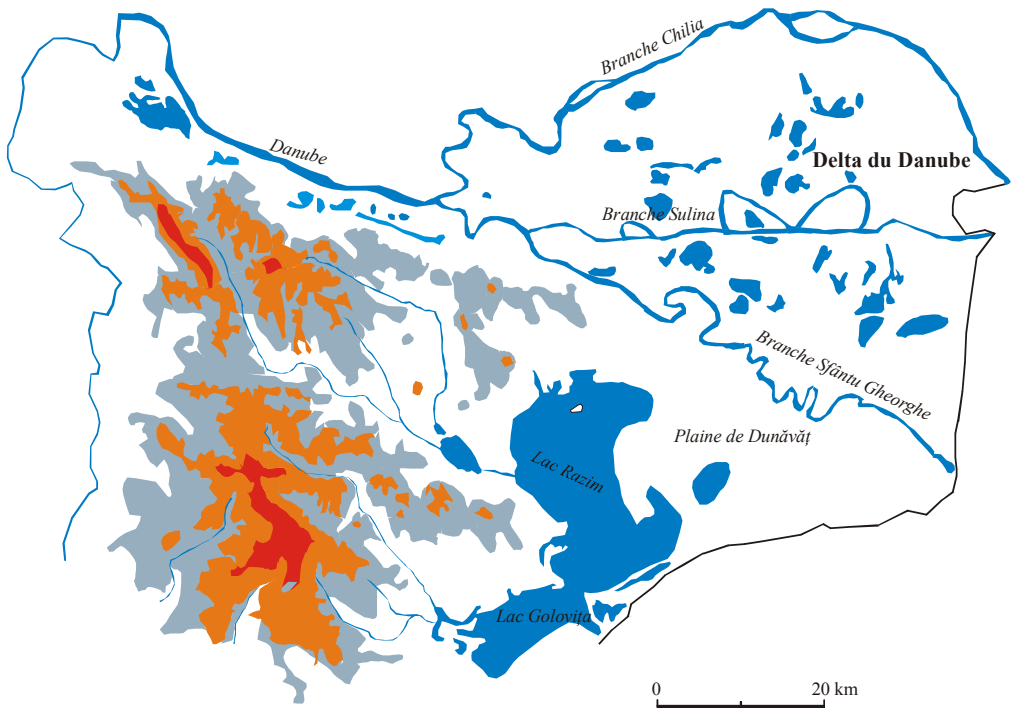 Branche Chilia
Danube
Delta du Danube
Branche Sulina
Branche Sfântu Gheorghe
Plaine de Dunăvăț
Lac Razim
Lac Golovița
0 20 km